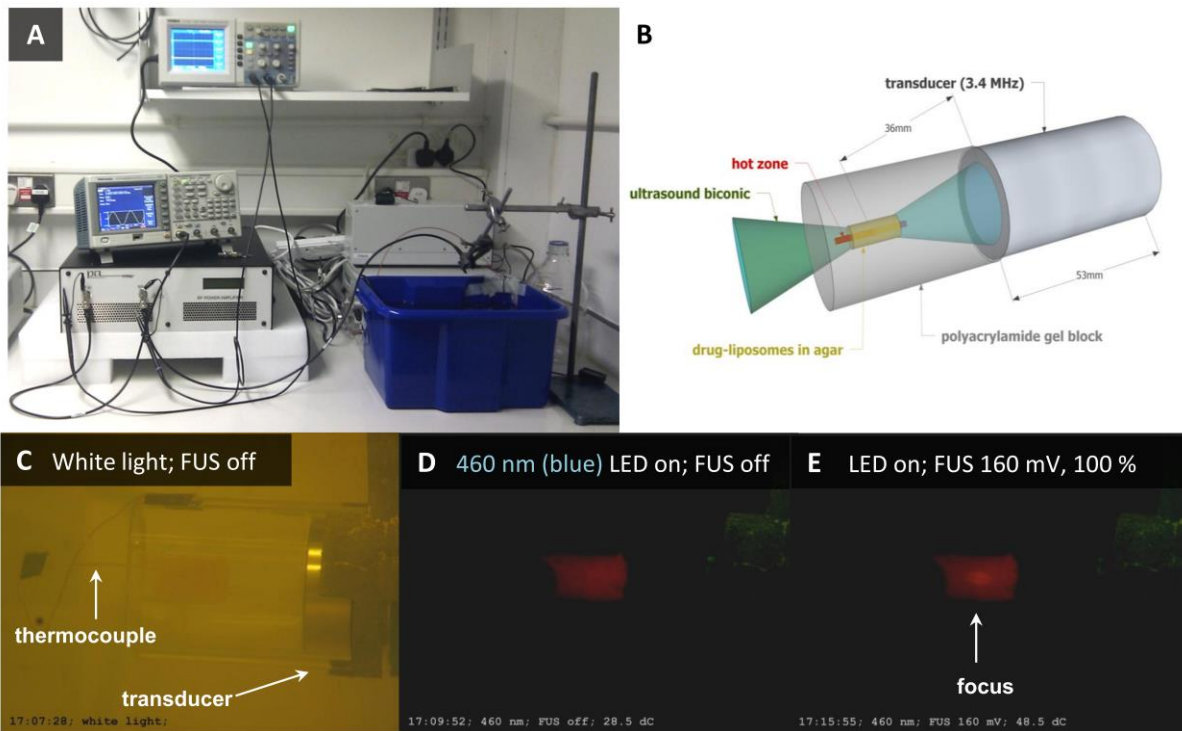 A
B
transducer (3.4 MHz)
36mm
hot zone
ultrasound biconic
53mm
drug-liposomes in agar
polyacrylamide gel block
C White light; FUS off
D 460 nm (blue) LED on; FUS off
E LED on; FUS 160 mV, 100 %
thermocouple
transducer
focus
17:07:28; white light;
17:09:52; 460 nm; FUS off; 28.5 dC
17:15:55; 460 nm; FUS 160 mV; 48.5 dC